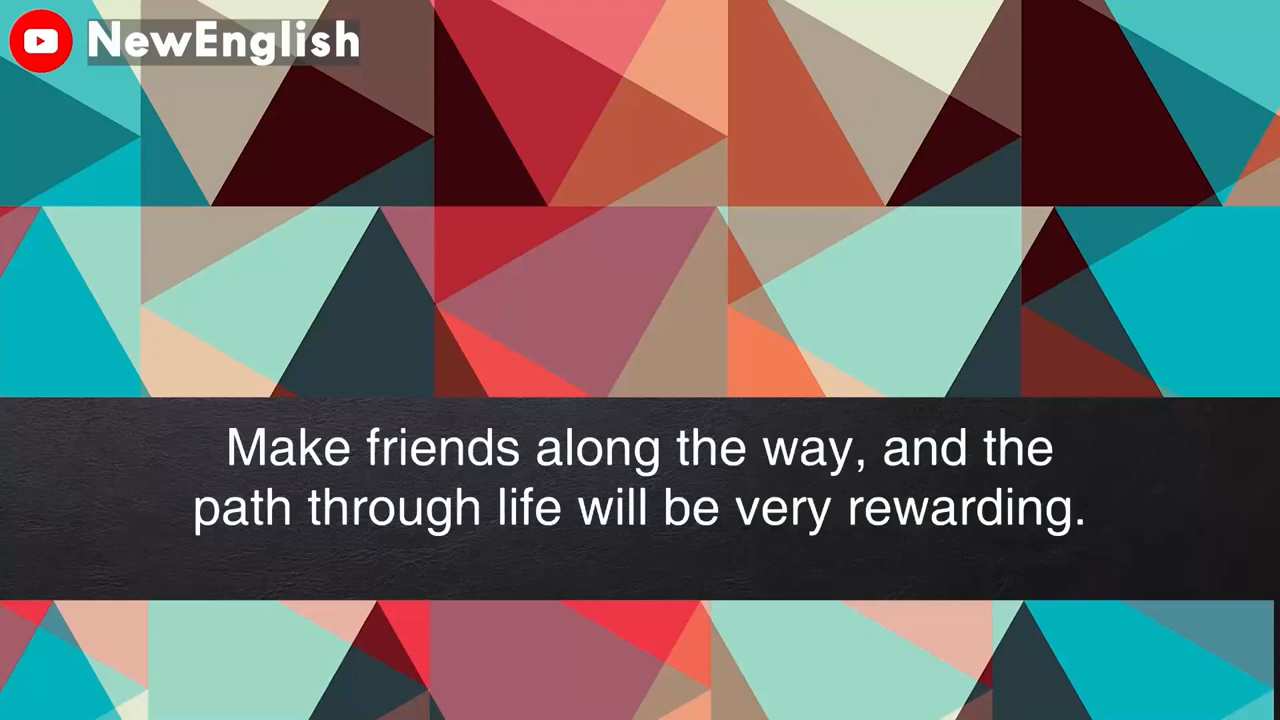 NewEnglish
Make friends along the way, and the
path through life will be very rewarding.